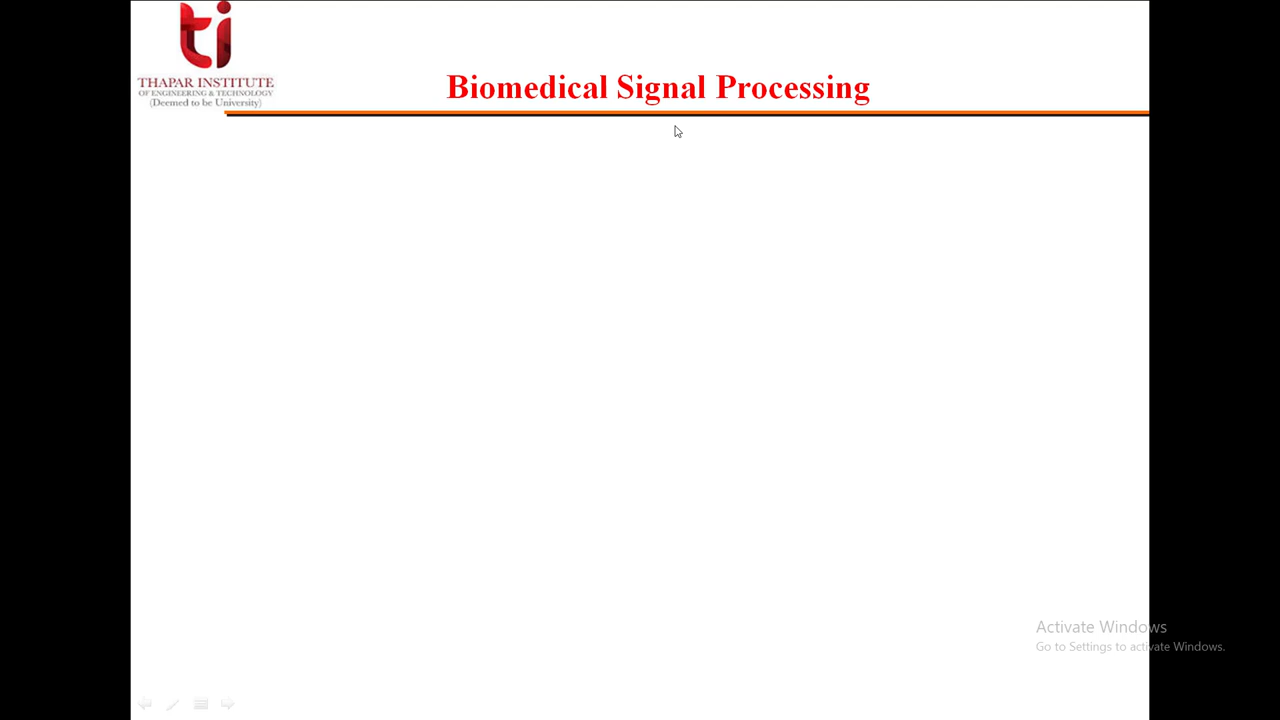 ti
THAPAR INSTITUTE
OF ENGINEERING & TECHNOLOGY
(Deemed to be University)
Biomedical Signal Processing
Activate Windows
Go to Settings to activate Windows.